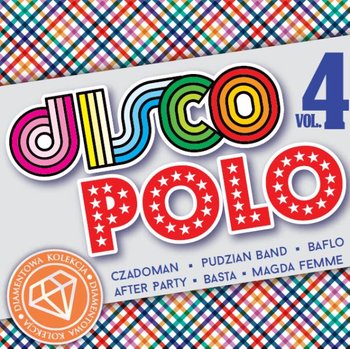 disco
VOL. 4
POLO
CZADOMAN ▪ PUDZIAN BAND ▪ BAFLO
AFTER PARTY ▪ BASTA ▪ MAGDA FEMME
DIAMENTOWA KOLEKCJA • DIAMENTOWA KOLEKCJA •